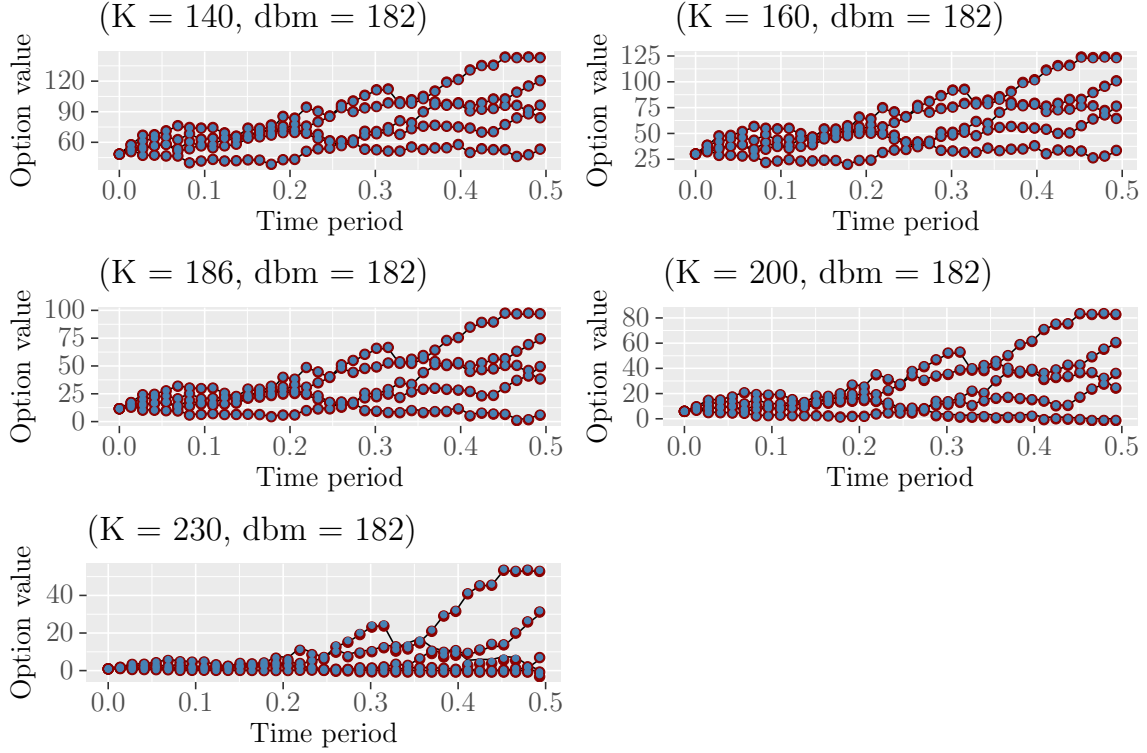 (K = 140, dbm = 182)
Option value
120
90
60
0.0 0.1 0.2 0.3 0.4 0.5
Time period
(K = 160, dbm = 182)
Option value
125
100
75
50
25
0.0 0.1 0.2 0.3 0.4 0.5
Time period
(K = 186, dbm = 182)
Option value
100
75
50
25
0
0.0 0.1 0.2 0.3 0.4 0.5
Time period
(K = 200, dbm = 182)
Option value
80
60
40
20
0
0.0 0.1 0.2 0.3 0.4 0.5
Time period
(K = 230, dbm = 182)
Option value
40
20
0
0.0 0.1 0.2 0.3 0.4 0.5
Time period